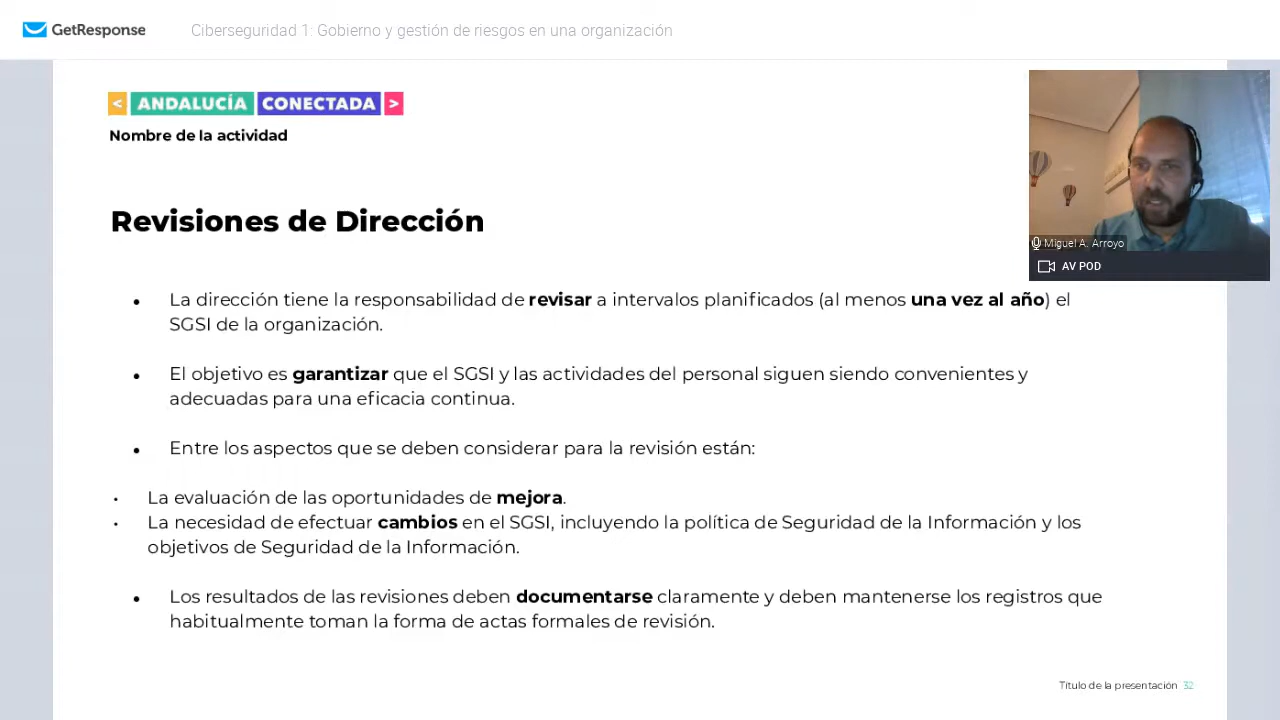 GetResponse
Ciberseguridad 1: Gobierno y gestión de riesgos en una organización
< ANDALUCÍA CONECTADA >
Nombre de la actividad
Miguel A. Arroyo
AV POD
Revisiones de Dirección
• La dirección tiene la responsabilidad de revisar a intervalos planificados (al menos una vez al año) el
SGSI de la organización.
• El objetivo es garantizar que el SGSI y las actividades del personal siguen siendo convenientes y
adecuadas para una eficacia continua.
• Entre los aspectos que se deben considerar para la revisión están:
• La evaluación de las oportunidades de mejora.
• La necesidad de efectuar cambios en el SGSI, incluyendo la política de Seguridad de la Información y los
objetivos de Seguridad de la Información.
• Los resultados de las revisiones deben documentarse claramente y deben mantenerse los registros que
habitualmente toman la forma de actas formales de revisión.
Título de la presentación 32